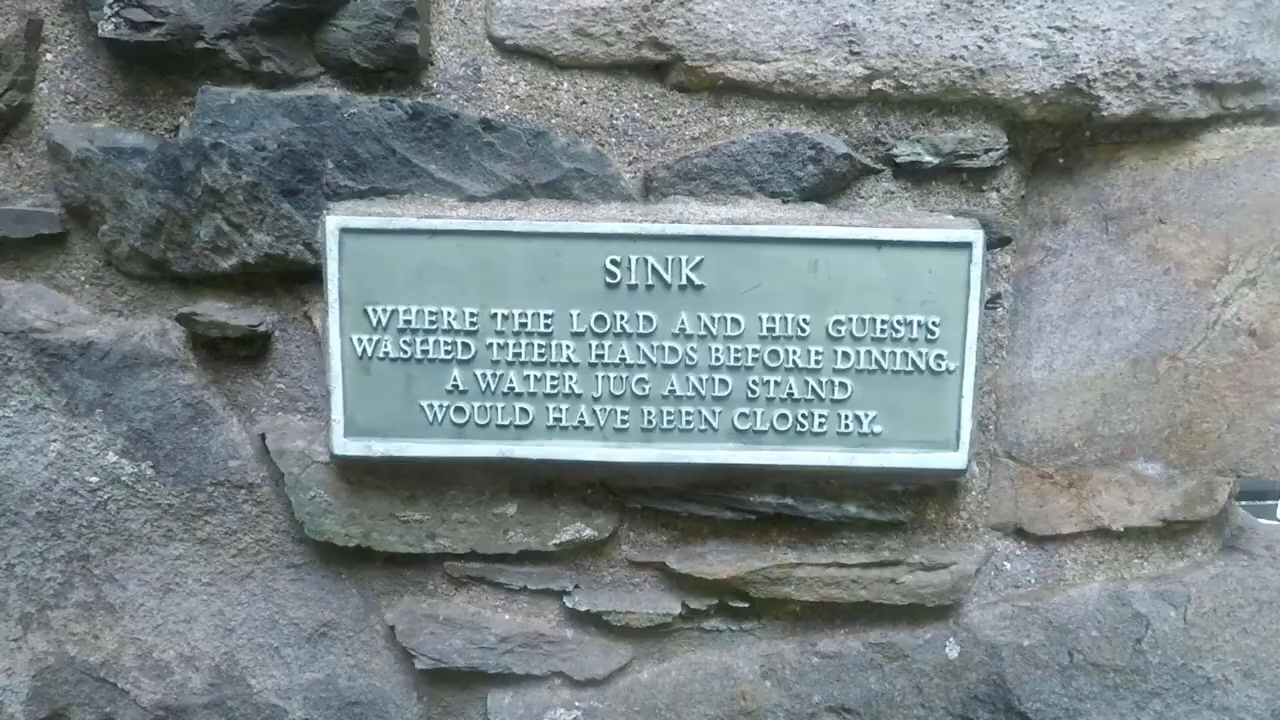 SINK
WHERE THE LORD AND HIS GUESTS
WASHED THEIR HANDS BEFORE DINING.
A WATER JUG AND STAND
WOULD HAVE BEEN CLOSE BY.